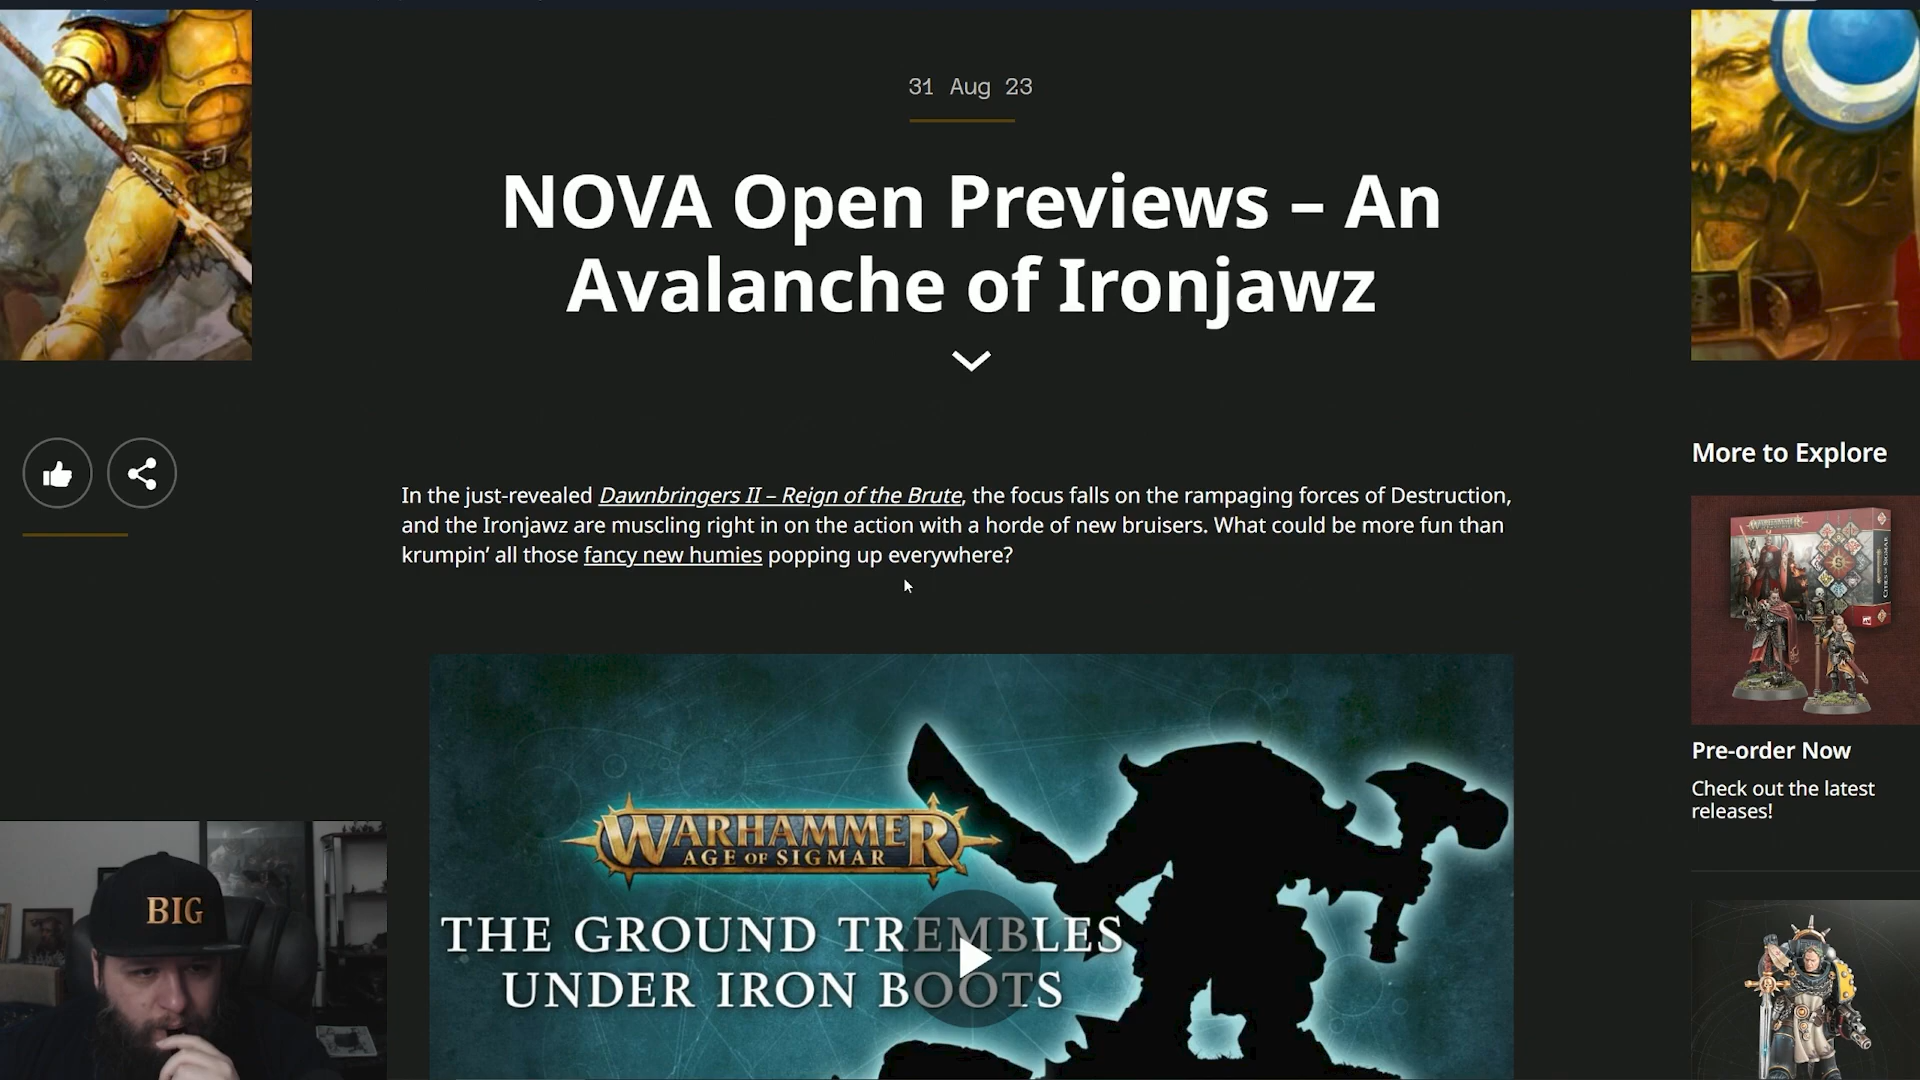 31 Aug 23
NOVA Open Previews – An
Avalanche of Ironjawz
In the just-revealed Dawnbringers II – Reign of the Brute, the focus falls on the rampaging forces of Destruction,
and the Ironjawz are muscling right in on the action with a horde of new bruisers. What could be more fun than
krumpin’ all those fancy new humies popping up everywhere?
WARHAMMER
AGE OF SIGMAR
THE GROUND TREMBLES
UNDER IRON BOOTS
BIG
More to Explore
WARHAMMER
CITIES OF SIGMAR
Pre-order Now
Check out the latest
releases!